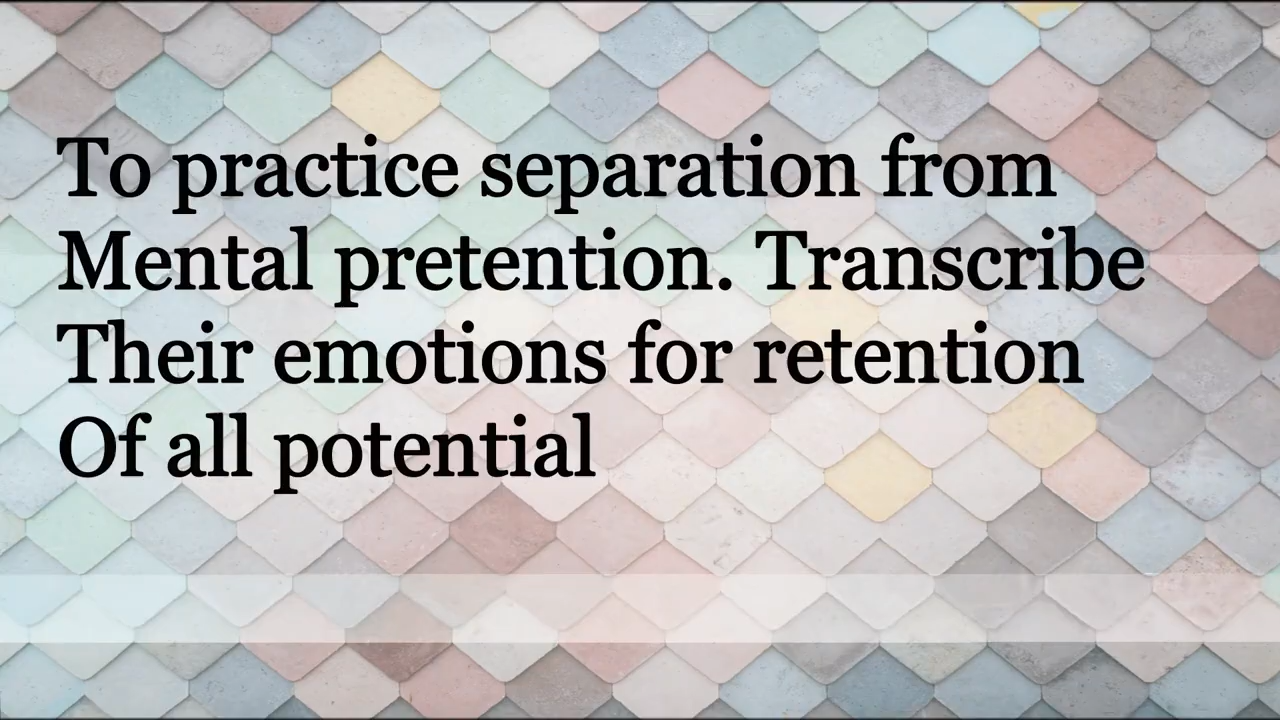 To practice separation from
Mental pretention. Transcribe
Their emotions for retention
Of all potential